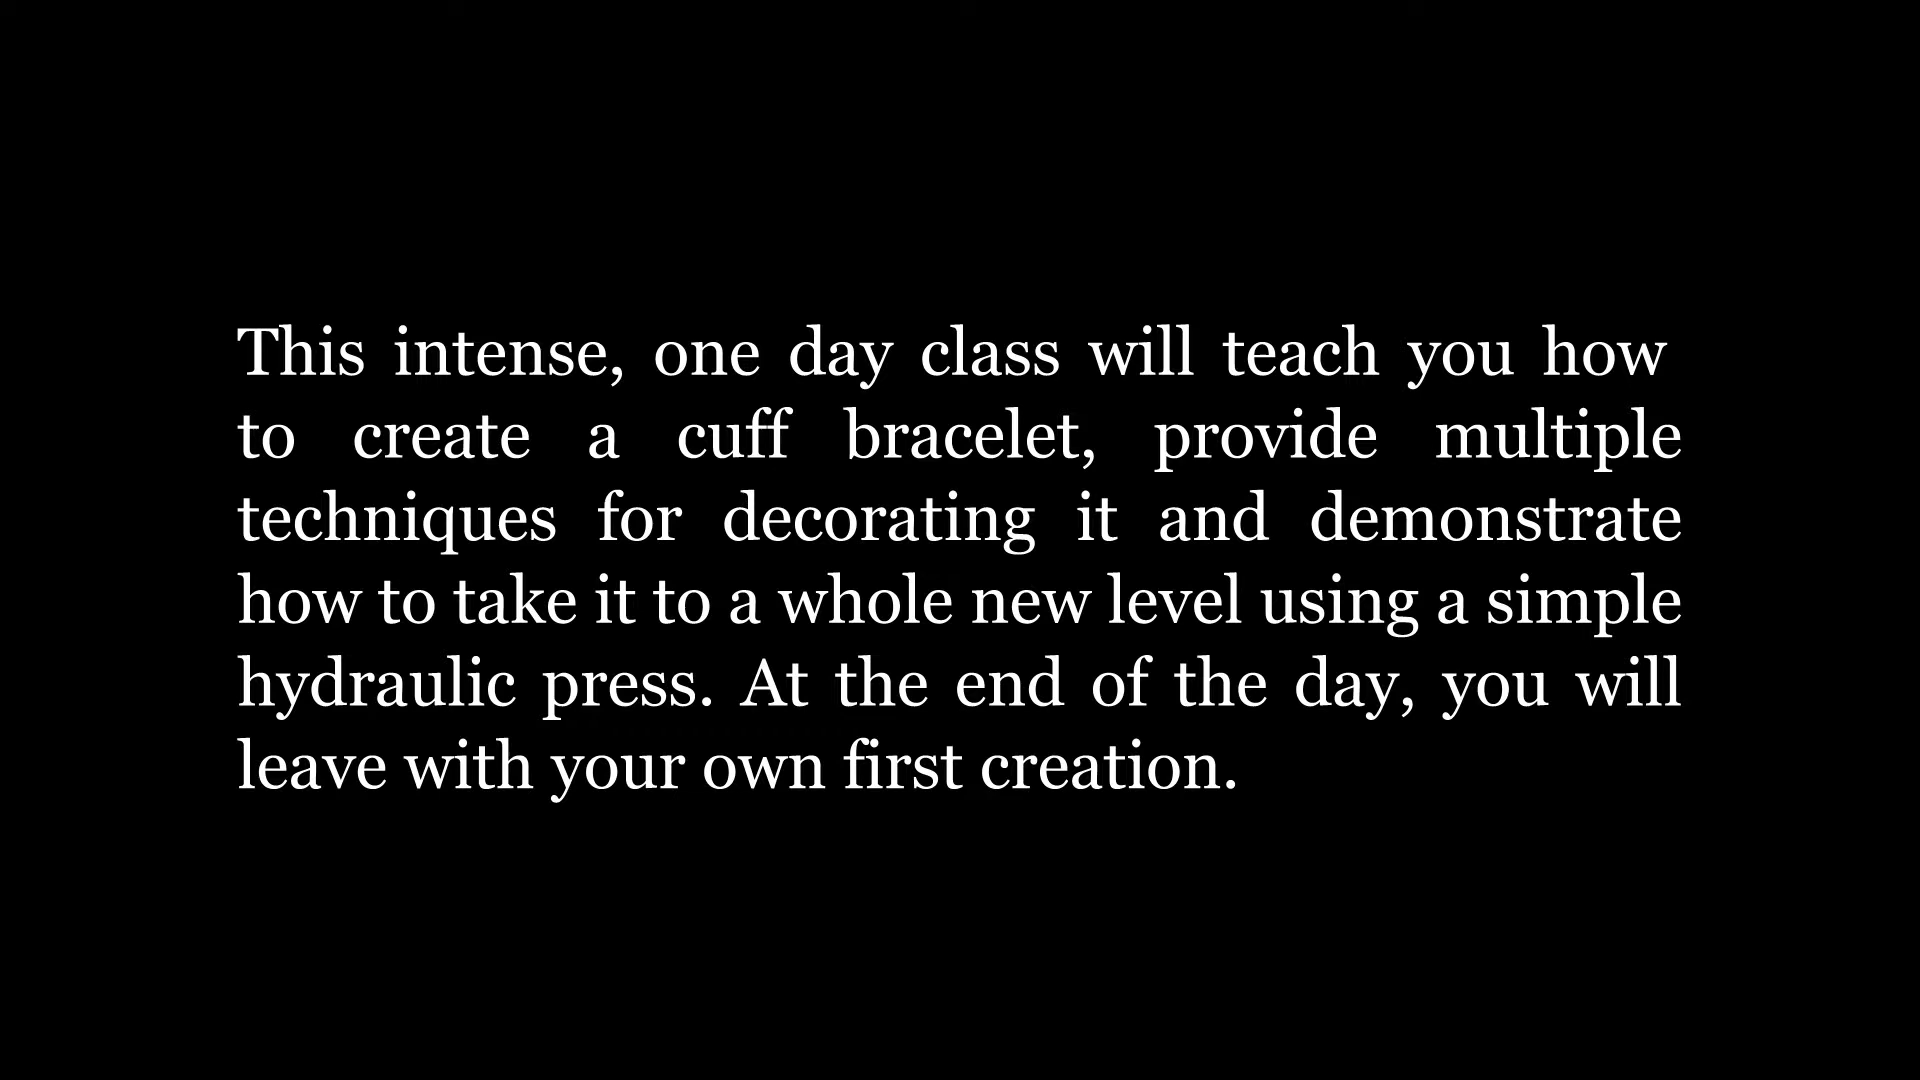 This intense, one day class will teach you how
to create a cuff bracelet, provide multiple
techniques for decorating it and demonstrate
how to take it to a whole new level using a simple
hydraulic press. At the end of the day, you will
leave with your own first creation.